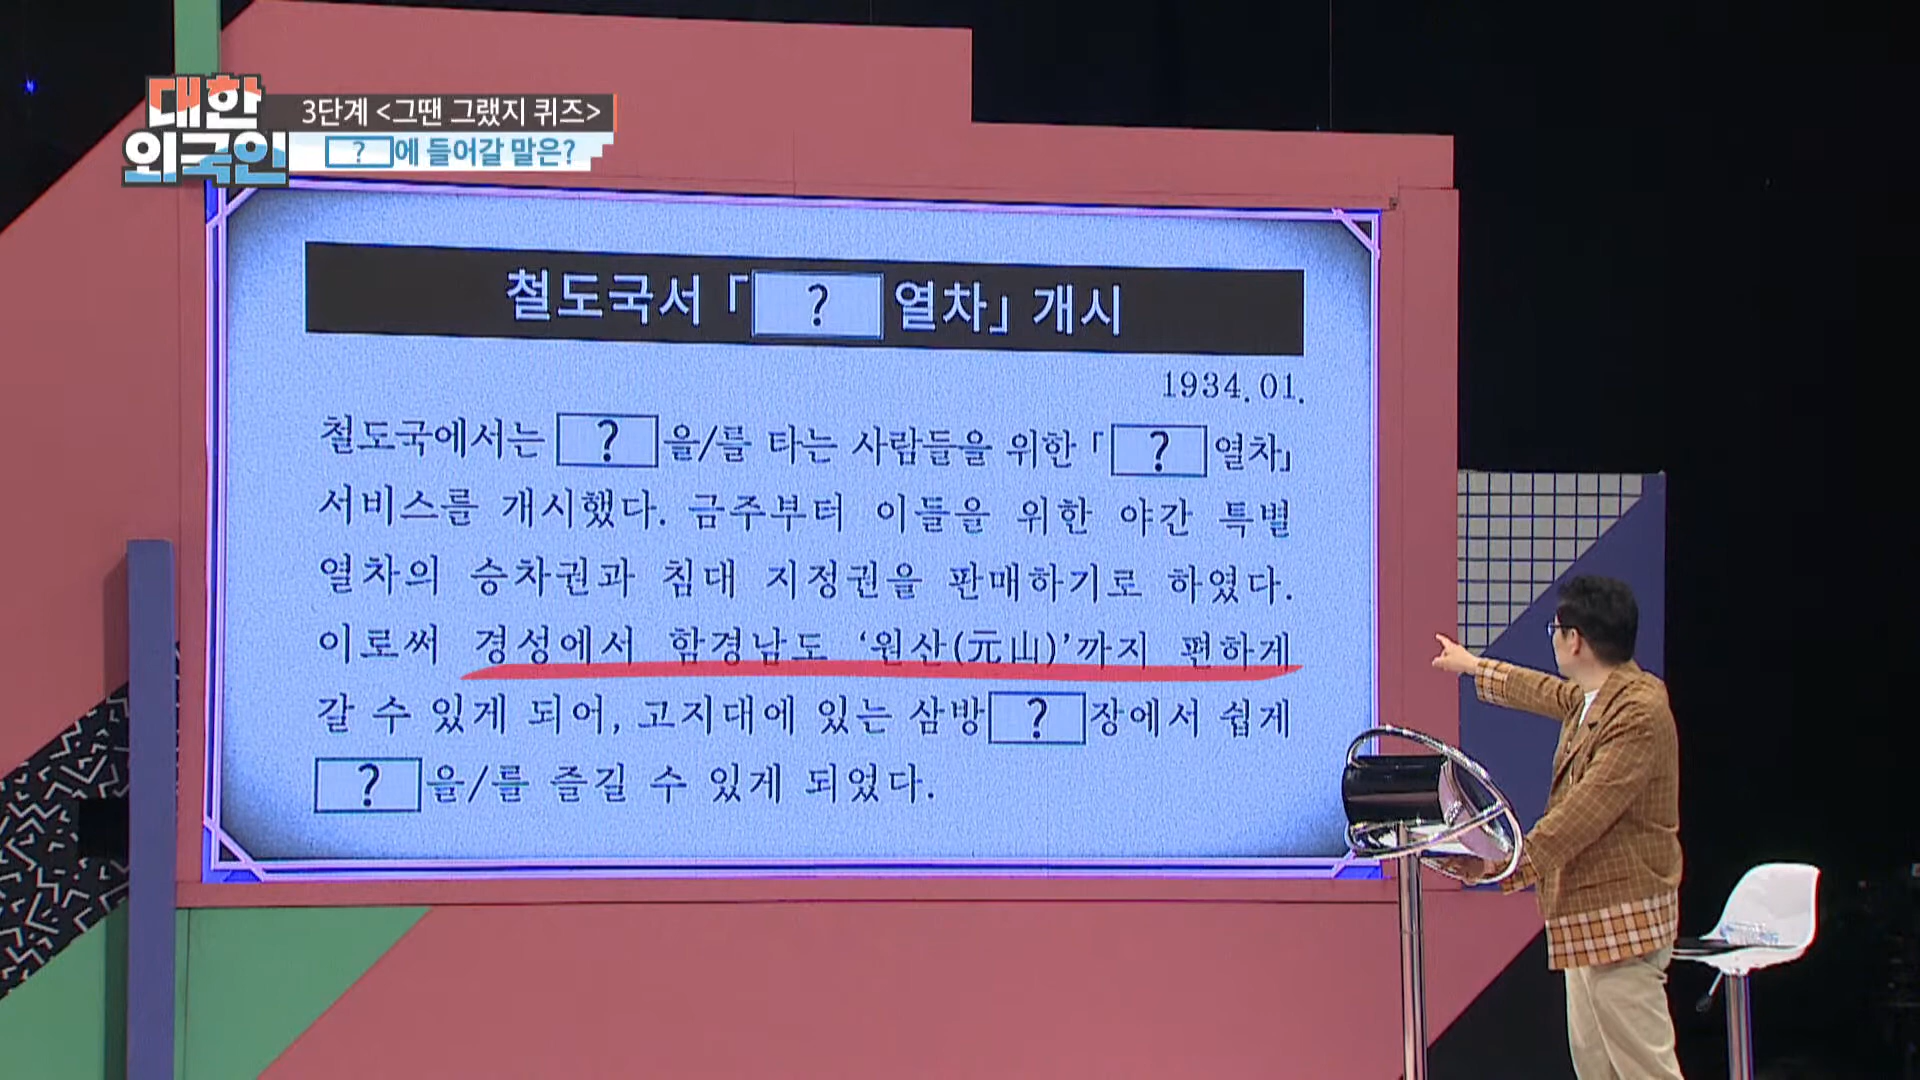 대한
외국인
3단계 <그땐 그랬지 퀴즈>
?에 들어갈 말은?
철도국서 「 ? 열차」 개시
1934.01.
철도국에서는 ? 을/를 타는 사람들을 위한 「 ? 열차」
서비스를 개시했다. 금주부터 이들을 위한 야간 특별
열차의 승차권과 침대 지정권을 판매하기로 하였다.
이로써 경성에서 함경남도 ‘원산(元山)’까지 편하게
갈 수 있게 되어, 고지대에 있는 삼방 ? 장에서 쉽게
? 을/를 즐길 수 있게 되었다.